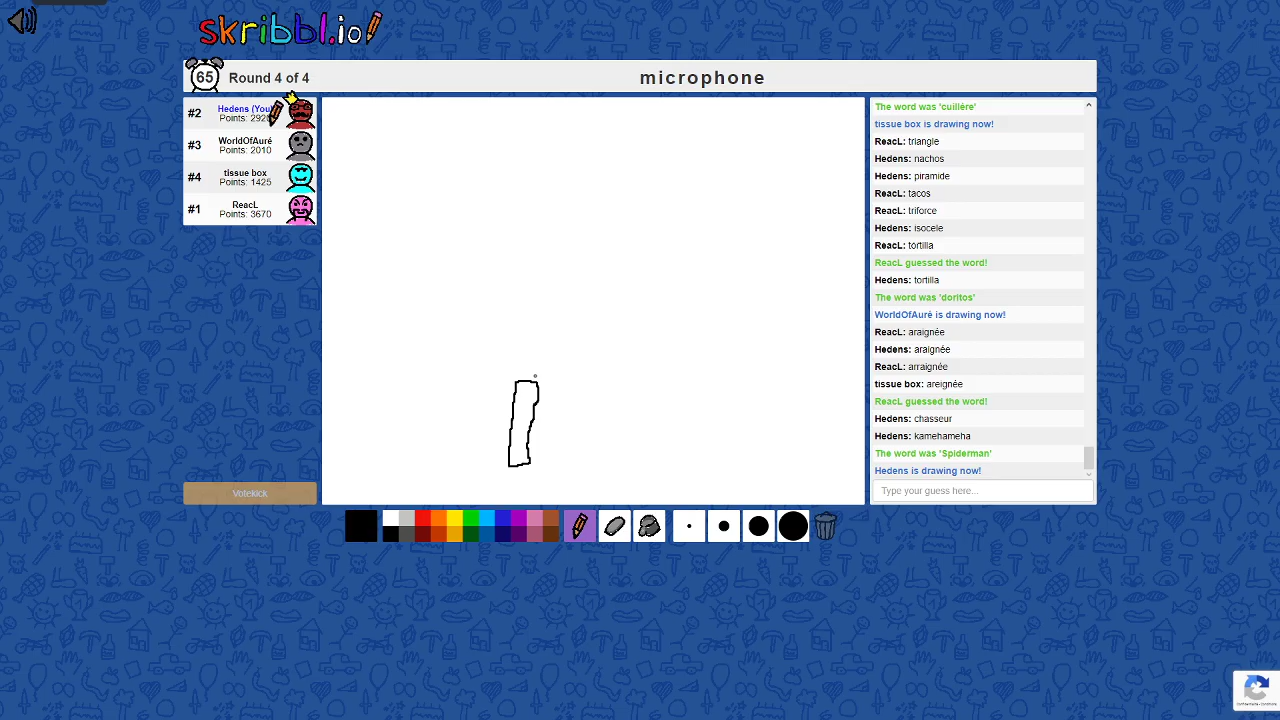 skribbl.io
65
Round 4 of 4
microphone
#2
Hedens (You
Points: 2920
#3
WorldOfAuré
Points: 2010
#4
tissue box
Points: 1425
#1
ReacL
Points: 3670
Votekick
The word was 'cuillère'
tissue box is drawing now!
ReacL: triangle
Hedens: nachos
Hedens: piramide
ReacL: tacos
ReacL: triforce
Hedens: isocele
ReacL: tortilla
ReacL guessed the word!
Hedens: tortilla
The word was 'doritos'
WorldOfAuré is drawing now!
ReacL: araignée
Hedens: araignée
ReacL: arraignée
tissue box: areignée
ReacL guessed the word!
Hedens: chasseur
Hedens: kamehameha
The word was 'Spiderman'
Hedens is drawing now!
Type your guess here...